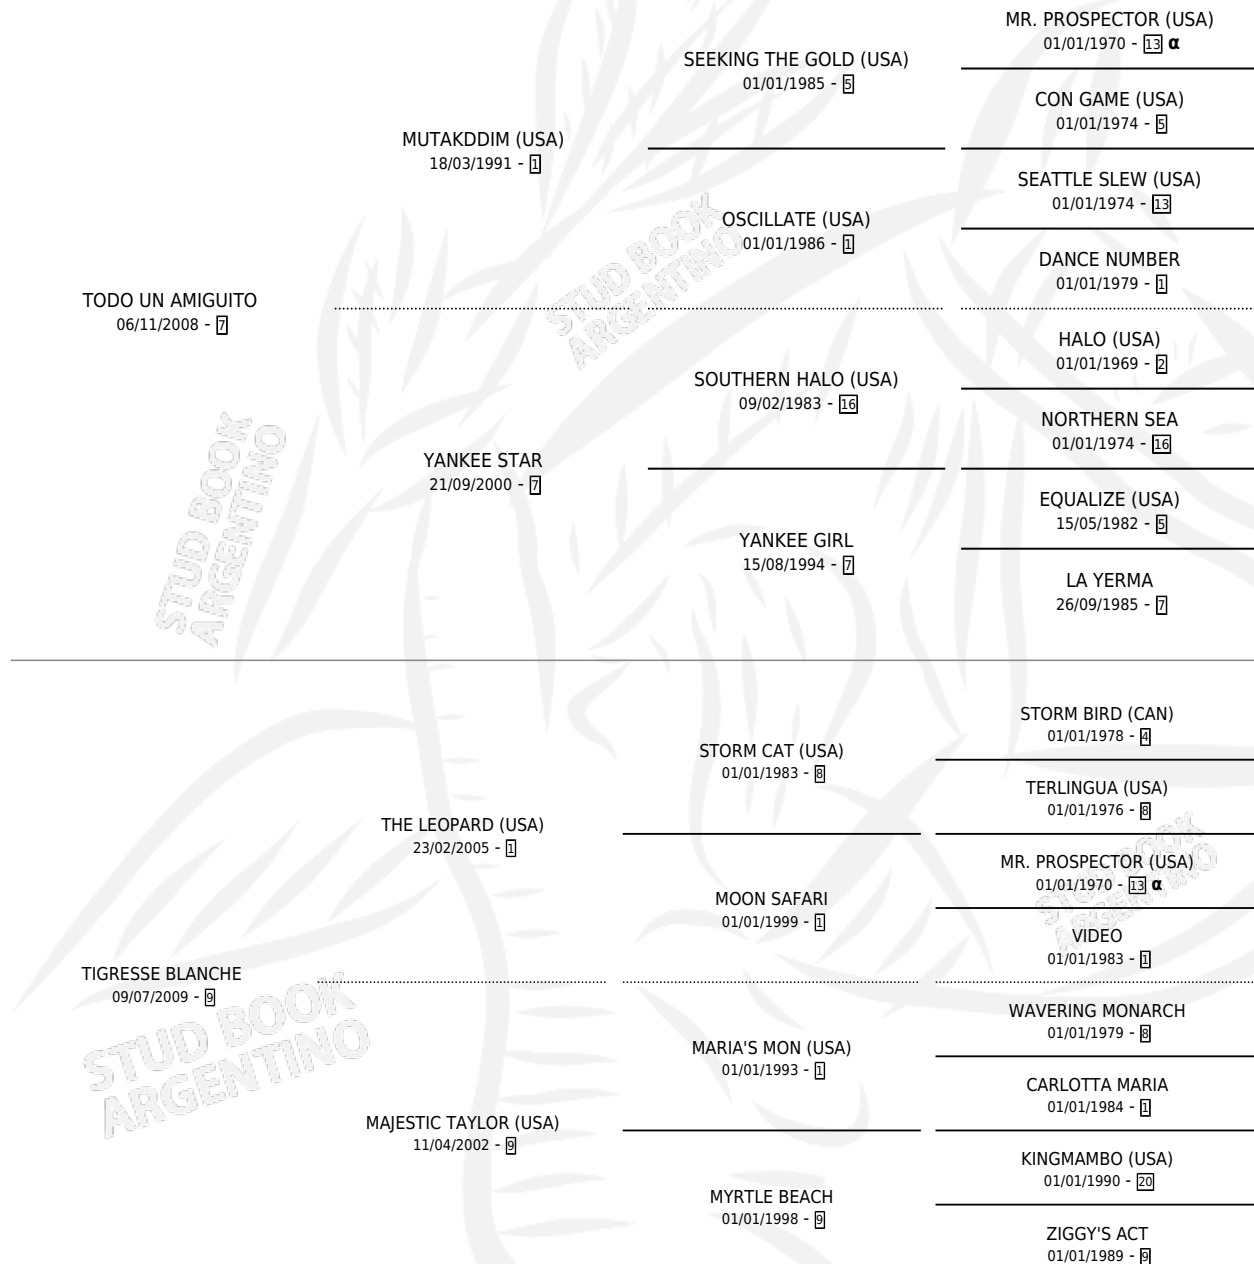 MR. PROSPECTOR (USA)
01/01/1970 - 13 α
SEEKING THE GOLD (USA)
01/01/1985 - 5
CON GAME (USA)
01/01/1974 - 5
MUTAKDDIM (USA)
18/03/1991 - 1
SEATTLE SLEW (USA)
01/01/1974 - 13
OSCILLATE (USA)
01/01/1986 - 1
DANCE NUMBER
01/01/1979 - 1
TODO UN AMIGUITO
06/11/2008 - 7
HALO (USA)
01/01/1969 - 2
SOUTHERN HALO (USA)
09/02/1983 - 16
NORTHERN SEA
01/01/1974 - 16
YANKEE STAR
21/09/2000 - 7
EQUALIZE (USA)
15/05/1982 - 5
YANKEE GIRL
15/08/1994 - 7
LA YERMA
26/09/1985 - 7
STORM BIRD (CAN)
01/01/1978 - 4
STORM CAT (USA)
01/01/1983 - 8
TERLINGUA (USA)
01/01/1976 - 8
THE LEOPARD (USA)
23/02/2005 - 1
MR. PROSPECTOR (USA)
01/01/1970 - 13 α
MOON SAFARI
01/01/1999 - 1
VIDEO
01/01/1983 - 1
TIGRESSE BLANCHE
09/07/2009 - 9
WAVERING MONARCH
01/01/1979 - 8
MARIA'S MON (USA)
01/01/1993 - 1
CARLOTTA MARIA
01/01/1984 - 1
MAJESTIC TAYLOR (USA)
11/04/2002 - 9
KINGMAMBO (USA)
01/01/1990 - 20
MYRTLE BEACH
01/01/1998 - 9
ZIGGY'S ACT
01/01/1989 - 9
STUD BOOK
ARGENTINO
STUD BOOK
ARGENTINO
STUD BOOK
ARGENTINO
STUD BOOK
ARGENTINO